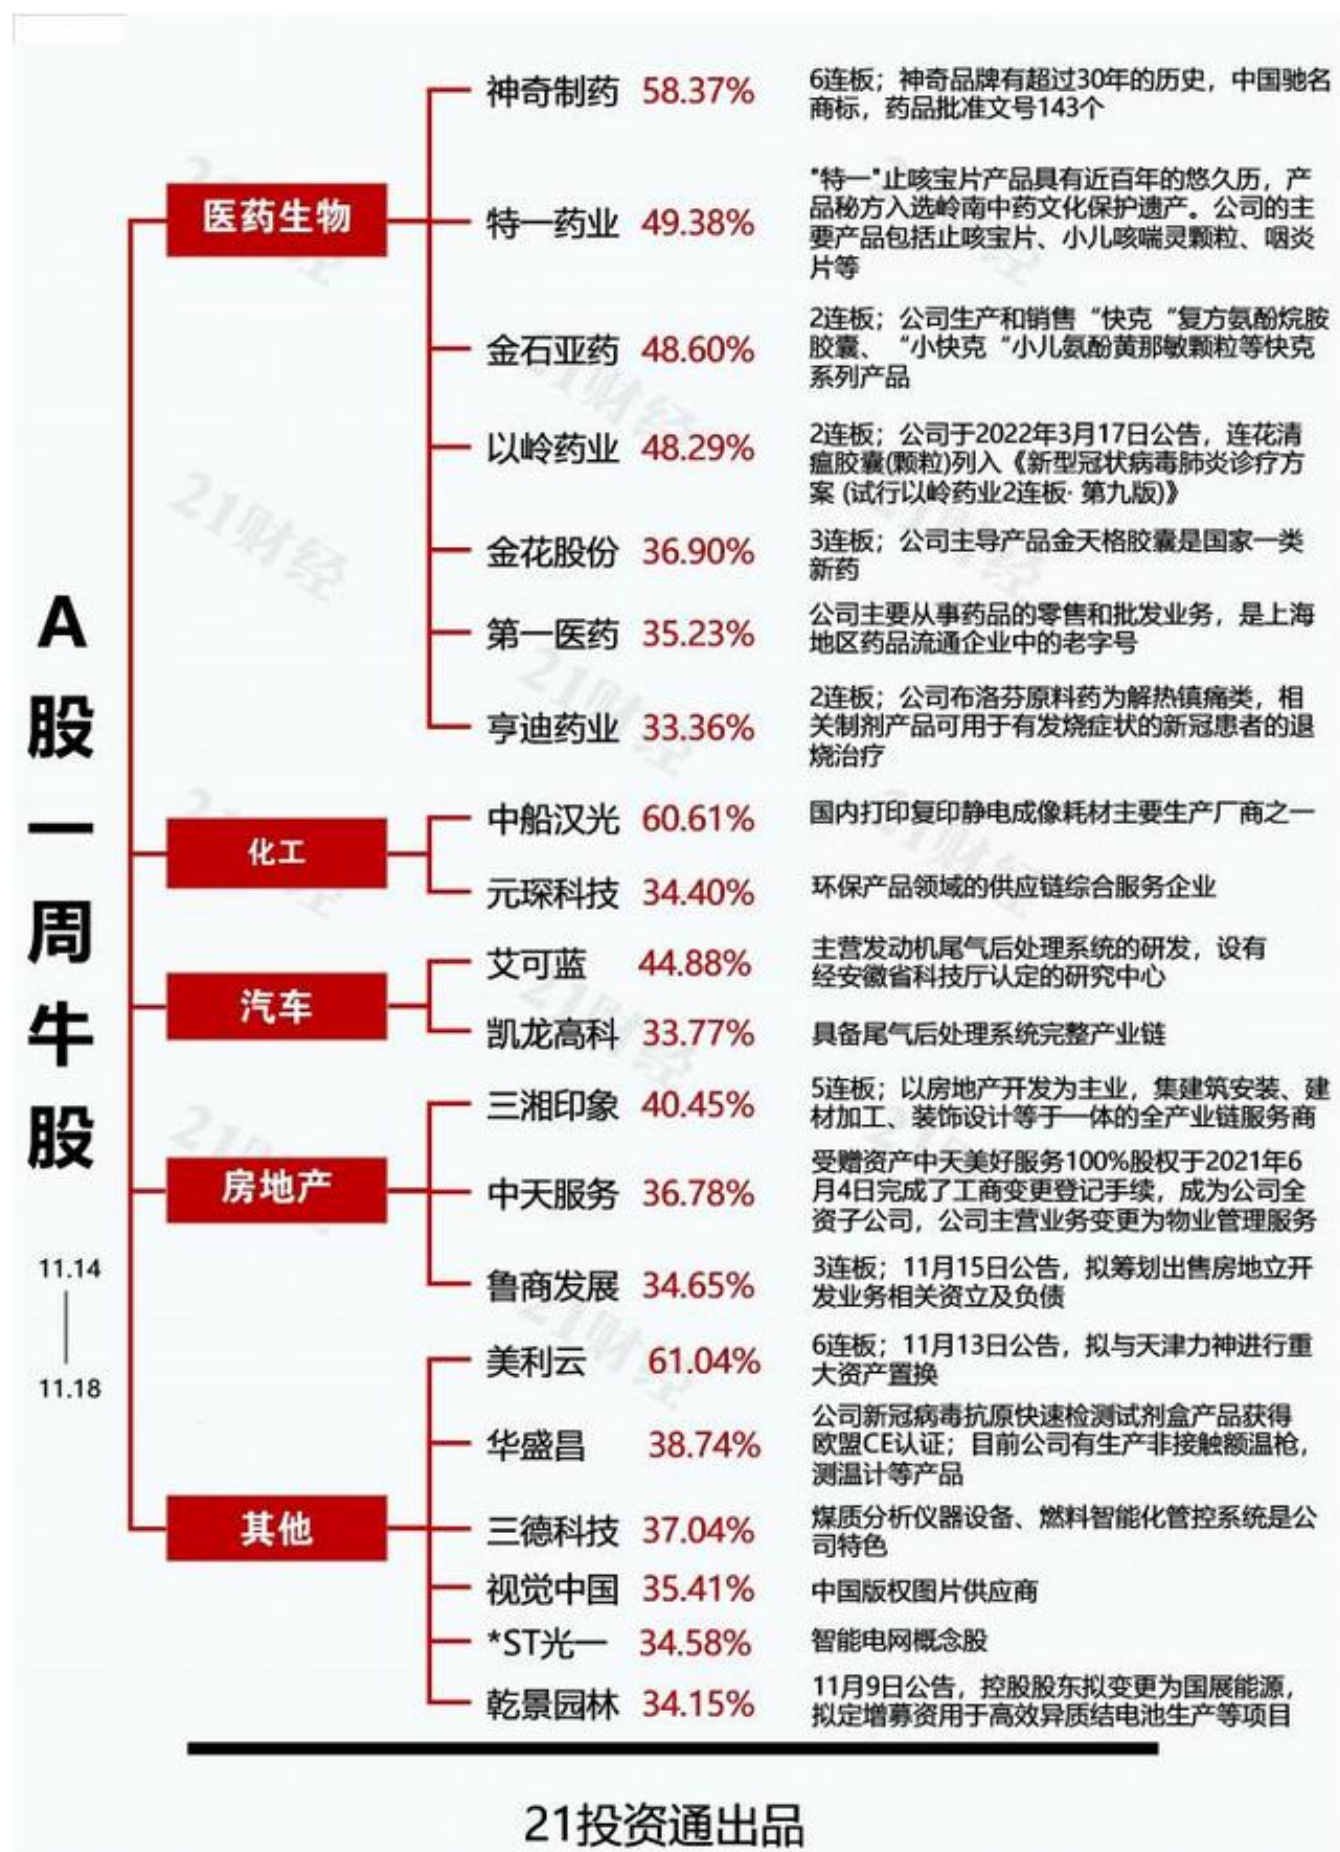 A股一周牛股
11.14
11.18
医药生物
神奇制药 58.37%
6连板；神奇品牌有超过30年的历史，中国驰名
商标，药品批准文号143个
特一药业 49.38%
"特一"止咳宝片产品具有近百年的悠久历，产
品秘方入选岭南中药文化保护遗产。公司的主
要产品包括止咳宝片、小儿咳喘灵颗粒、咽炎
片等
金石亚药 48.60%
2连板；公司生产和销售“快克“复方氨酚烷胺
胶囊、“小快克“小儿氨酚黄那敏颗粒等快克
系列产品
以岭药业 48.29%
2连板；公司于2022年3月17日公告，连花清
瘟胶囊(颗粒)列入《新型冠状病毒肺炎诊疗方
案 (试行以岭药业2连板· 第九版)》
金花股份 36.90%
3连板；公司主导产品金天格胶囊是国家一类
新药
第一医药 35.23%
公司主要从事药品的零售和批发业务，是上海
地区药品流通企业中的老字号
亨迪药业 33.36%
2连板；公司布洛芬原料药为解热镇痛类，相
关制剂产品可用于有发烧症状的新冠患者的退
烧治疗
化工
中船汉光 60.61%
国内打印复印静电成像耗材主要生产厂商之一
元琛科技 34.40%
环保产品领域的供应链综合服务企业
汽车
艾可蓝 44.88%
主营发动机尾气后处理系统的研发，设有
经安徽省科技厅认定的研究中心
凯龙高科 33.77%
具备尾气后处理系统完整产业链
房地产
三湘印象 40.45%
5连板；以房地产开发为主业，集建筑安装、建
材加工、装饰设计等于一体的全产业链服务商
中天服务 36.78%
受赠资产中天美好服务100%股权于2021年6
月4日完成了工商变更登记手续，成为公司全
资子公司，公司主营业务变更为物业管理服务
鲁商发展 34.65%
3连板；11月15日公告，拟筹划出售房地立开
发业务相关资立及负债
其他
美利云 61.04%
6连板；11月13日公告，拟与天津力神进行重
大资产置换
华盛昌 38.74%
公司新冠病毒抗原快速检测试剂盒产品获得
欧盟CE认证；目前公司有生产非接触额温枪，
测温计等产品
三德科技 37.04%
煤质分析仪器设备、燃料智能化管控系统是公
司特色
视觉中国 35.41%
中国版权图片供应商
*ST光一 34.58%
智能电网概念股
乾景园林 34.15%
11月9日公告，控股股东拟变更为国展能源，
拟定增募资用于高效异质结电池生产等项目
21投资通出品
21财经